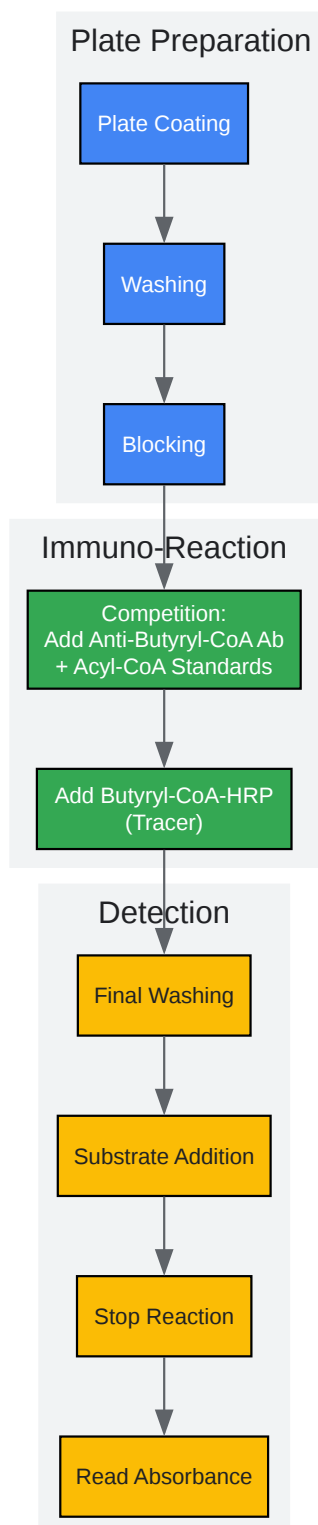 Plate Preparation
Plate Coating
Washing
Blocking
Immuno-Reaction
Competition:
Add Anti-Butyryl-CoA Ab
+ Acyl-CoA Standards
Add Butyryl-CoA-HRP
(Tracer)
Detection
Final Washing
Substrate Addition
Stop Reaction
Read Absorbance